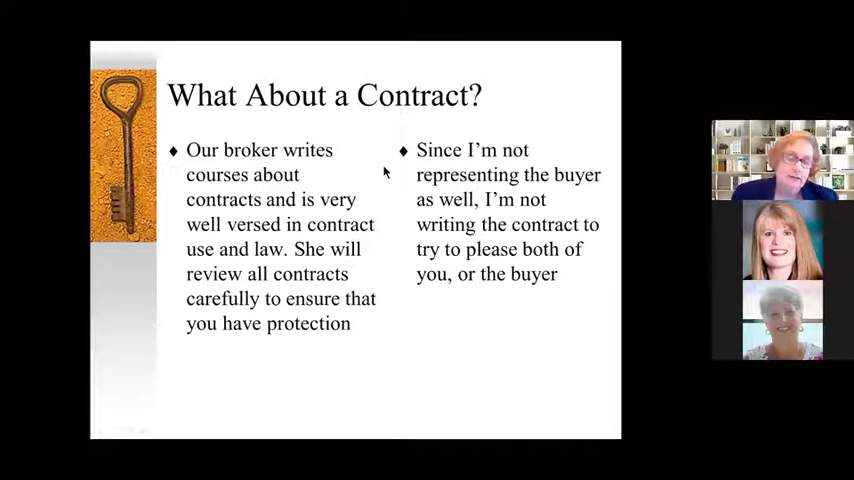 What About a Contract?
Our broker writes
courses about
contracts and is very
well versed in contract
use and law. She will
review all contracts
carefully to ensure that
you have protection
Since I'm not
representing the buyer
as well, I'm not
writing the contract to
try to please both of
you, or the buyer